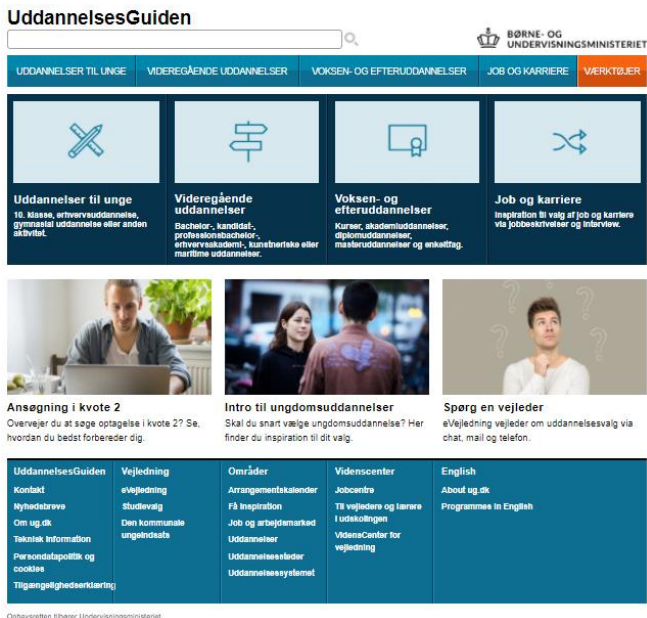 UddannelsesGuiden
BØRNE- OG
UNDERVISNINGSMINISTERIET
UDDANNELSER TIL UNGE
VIDEREGÅENDE UDDANNELSER
VOKSEN- OG EFTERUDDANNELSER
JOB OG KARRIERE
VÆRKTØJER
Uddannelser til unge
10. klasse, erhvervsuddannelse,
gymnasial uddannelse eller anden
aktivitet.
Videregående
uddannelser
Bachelor-, kandidat-,
professionsbachelor-,
erhvervsakademi-, kunstneriske eller
maritime uddannelser.
Voksen- og
efteruddannelser
Kurser, akademiuddannelser,
diplomuddannelser,
masteruddannelser og enkeltfag.
Job og karriere
Inspiration til valg af job og karriere
via jobbeskrivelser og interview.
Ansøgning i kvote 2
Overvejer du at søge optagelse i kvote 2? Se,
hvordan du bedst forbereder dig.
Intro til ungdomsuddannelser
Skal du snart vælge ungdomsuddannelse? Her
finder du inspiration til dit valg.
Spørg en vejleder
eVejledning vejleder om uddannelsesvalg via
chat, mail og telefon.
UddannelsesGuiden
Kontakt
Nyhedsbreve
Om ug.dk
Teknisk information
Persondatapolitik og
cookies
Tilgængelighedserklæring
Vejledning
eVejledning
Studievalg
Den kommunale
ungeindsats
Områder
Arrangementskalender
Få inspiration
Job og arbejdsmarked
Uddannelser
Uddannelsessteder
Uddannelsessystemet
Videnscenter
Jobcentre
Til vejledere og lærere
i udskolingen
VidensCenter for
vejledning
English
About ug.dk
Programmes in English
Ophavsretten tilhører Undervisningsministeriet